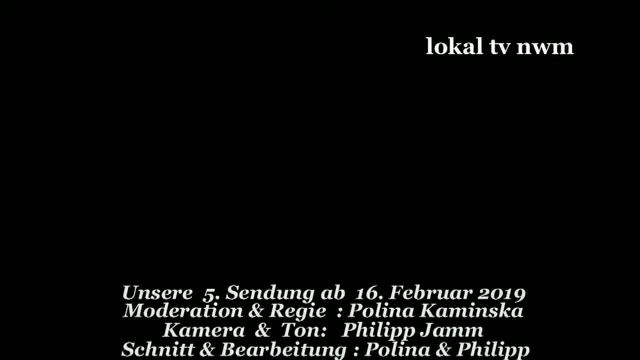 lokal tv nwm
Unsere 5. Sendung ab 16. Februar 2019
Moderation & Regie : Polina Kaminska
Kamera & Ton: Philipp Jamm
Schnitt & Bearbeitung : Polina & Philipp